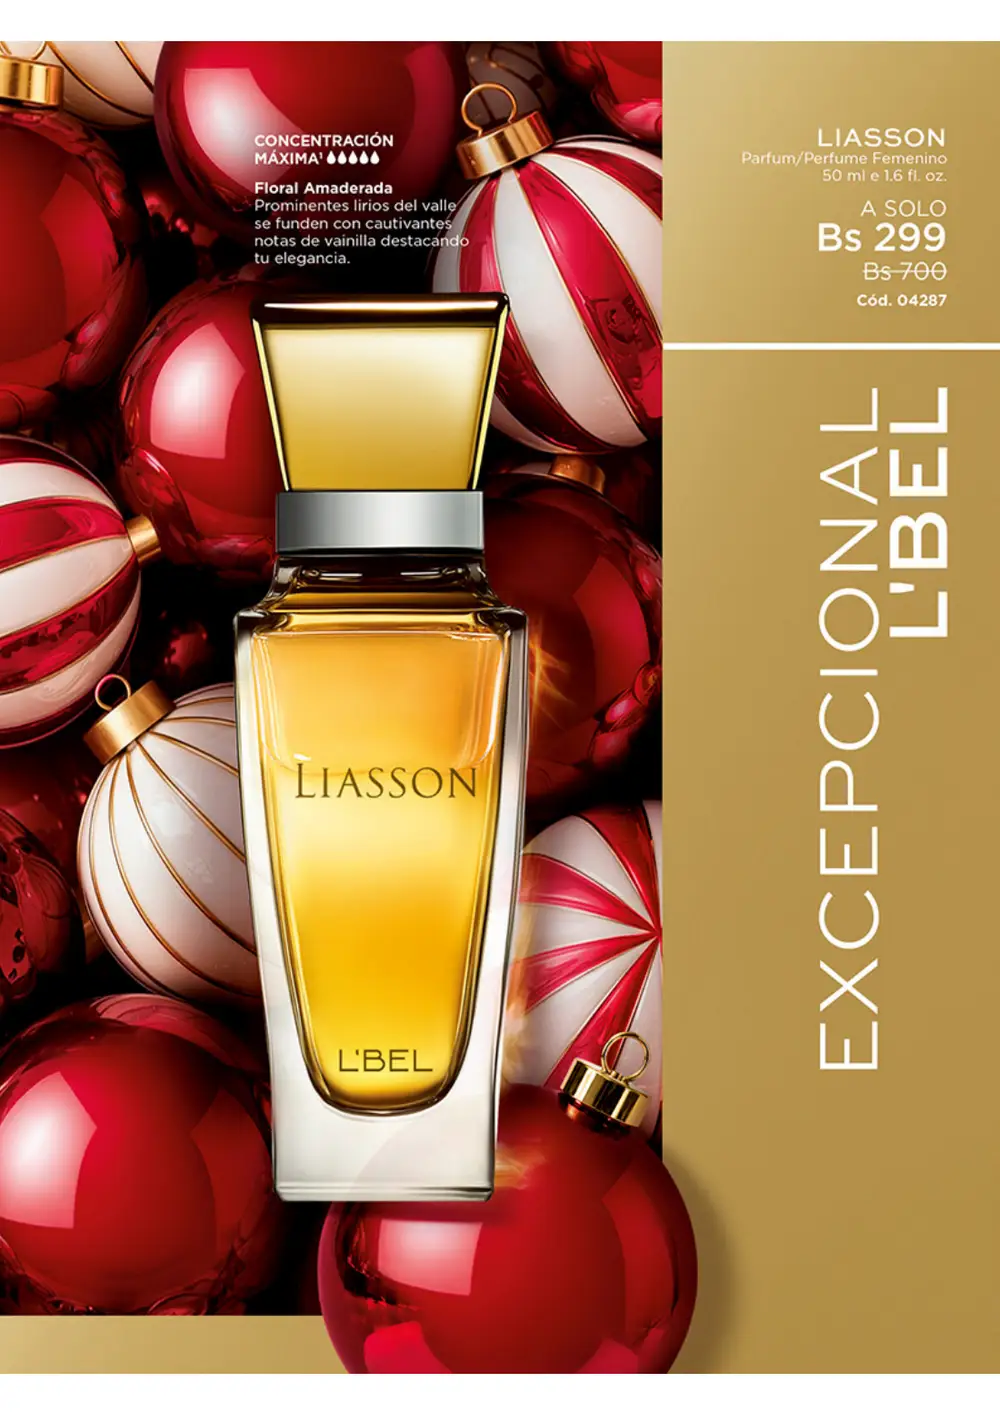 CONCENTRACIÓN
MÁXIMA¹
Floral Amaderada
Prominentes lirios del valle
se funden con cautivantes
notas de vainilla destacando
tu elegancia.
LIASSON
Parfum/Perfume Femenino
50 ml e 1.6 fl. oz.
A SOLO
Bs 299
Bs 700
Cód. 04287
EXCEPCIONAL
L'BEL
LIASSON
L'BEL